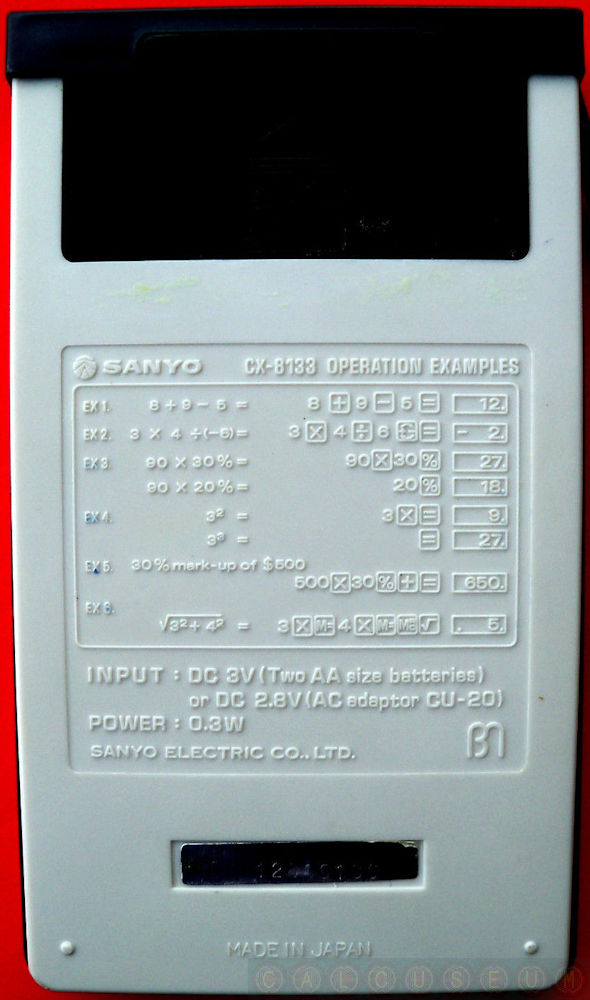 SANYO CX-8133 OPERATION EXAMPLES
EX 1. 8 + 9 − 5 = 8 + 9 − 5 = 12.
EX 2. 3 × 4 ÷(−6)= 3 × 4 ÷ 6 = − 2.
EX 3. 90 × 30% = 90 × 30 % 27.
90 × 20% = 20 % 18.
EX 4. 3² = 3 × = 9.
3³ = = 27.
EX 5. 30% mark-up of $500
500 × 30 % + = 650.
EX 6.
√3² + 4² = 3 × M= 4 × M= MR √ . 5.
INPUT : DC 3V (Two AA size batteries)
or DC 2.8V (AC adaptor CU-20)
POWER : 0.3W
SANYO ELECTRIC CO., LTD.
MADE IN JAPAN
CALCUSEUM